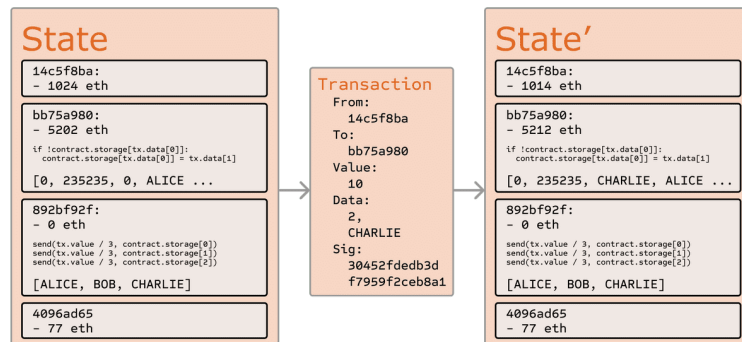 State
14c5f8ba:
- 1024 eth
bb75a980:
- 5202 eth
if !contract.storage[tx.data[0]]:
contract.storage[tx.data[0]] = tx.data[1]
[0, 235235, 0, ALICE ...
892bf92f:
- 0 eth
send(tx.value / 3, contract.storage[0])
send(tx.value / 3, contract.storage[1])
send(tx.value / 3, contract.storage[2])
[ALICE, BOB, CHARLIE]
4096ad65
- 77 eth
Transaction
From:
14c5f8ba
To:
bb75a980
Value:
10
Data:
2,
CHARLIE
Sig:
30452fdedb3d
f7959f2ceb8a1
State’
14c5f8ba:
- 1014 eth
bb75a980:
- 5212 eth
if !contract.storage[tx.data[0]]:
contract.storage[tx.data[0]] = tx.data[1]
[0, 235235, CHARLIE, ALICE ...
892bf92f:
- 0 eth
send(tx.value / 3, contract.storage[0])
send(tx.value / 3, contract.storage[1])
send(tx.value / 3, contract.storage[2])
[ALICE, BOB, CHARLIE]
4096ad65
- 77 eth